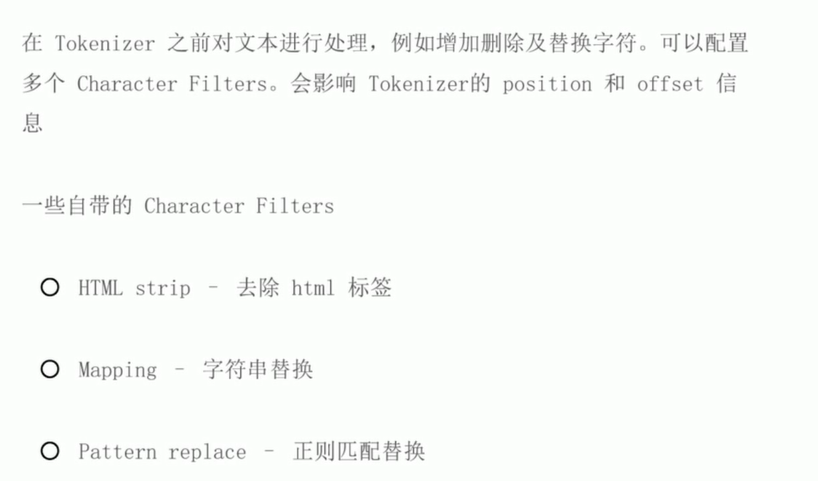 在 Tokenizer 之前对文本进行处理，例如增加删除及替换字符。可以配置
多个 Character Filters。会影响 Tokenizer的 position 和 offset 信
息
一些自带的 Character Filters
HTML strip － 去除 html 标签
Mapping － 字符串替换
Pattern replace － 正则匹配替换